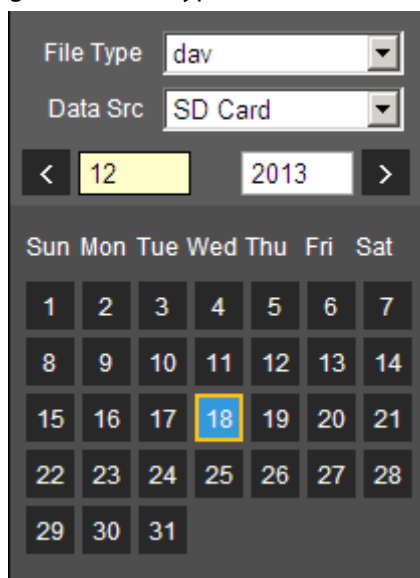 File Type dav
Data Src SD Card
< 12 2013 >
Sun Mon Tue Wed Thu Fri Sat
1 2 3 4 5 6 7
8 9 10 11 12 13 14
15 16 17 18 19 20 21
22 23 24 25 26 27 28
29 30 31